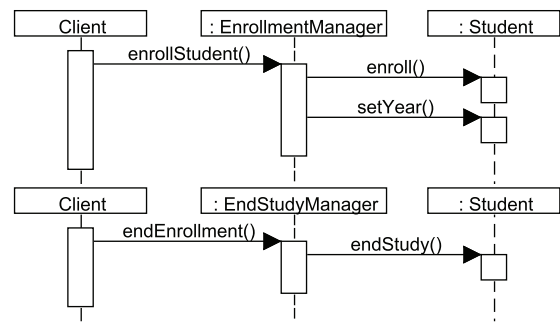 Client
: EnrollmentManager
: Student
enrollStudent()
enroll()
setYear()
Client
: EndStudyManager
: Student
endEnrollment()
endStudy()